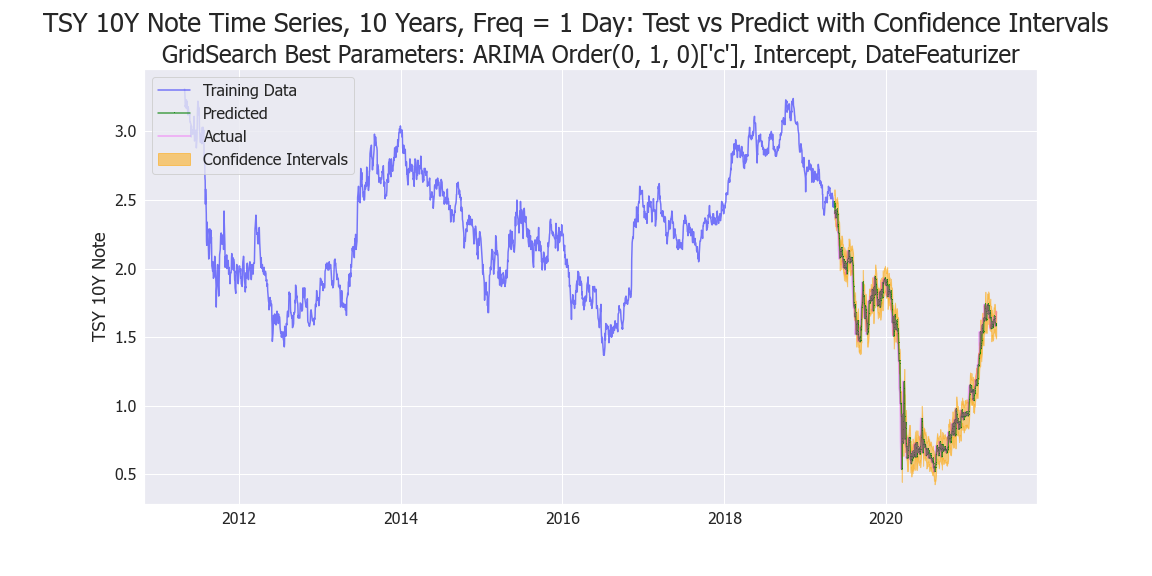 TSY 10Y Note Time Series, 10 Years, Freq = 1 Day: Test vs Predict with Confidence Intervals
GridSearch Best Parameters: ARIMA Order(0, 1, 0)['c'], Intercept, DateFeaturizer
Training Data
Predicted
Actual
Confidence Intervals
TSY 10Y Note
3.0
2.5
2.0
1.5
1.0
0.5
2012
2014
2016
2018
2020